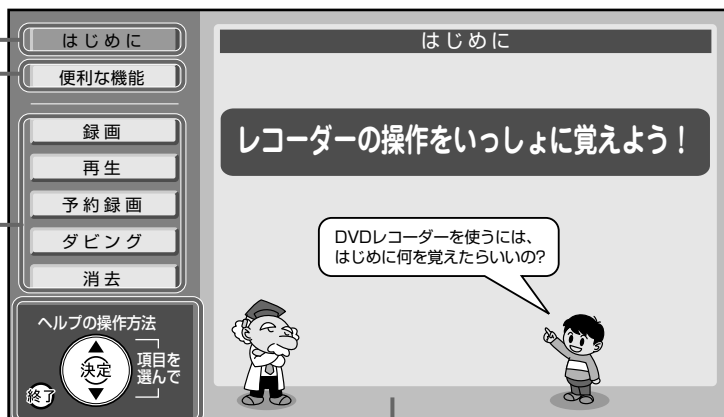 はじめに
便利な機能
録画
再生
予約録画
ダビング
消去
ヘルプの操作方法
決定
項目を
選んで
終了
はじめに
レコーダーの操作をいっしょに覚えよう！
DVDレコーダーを使うには、
はじめに何を覚えたらいいの?